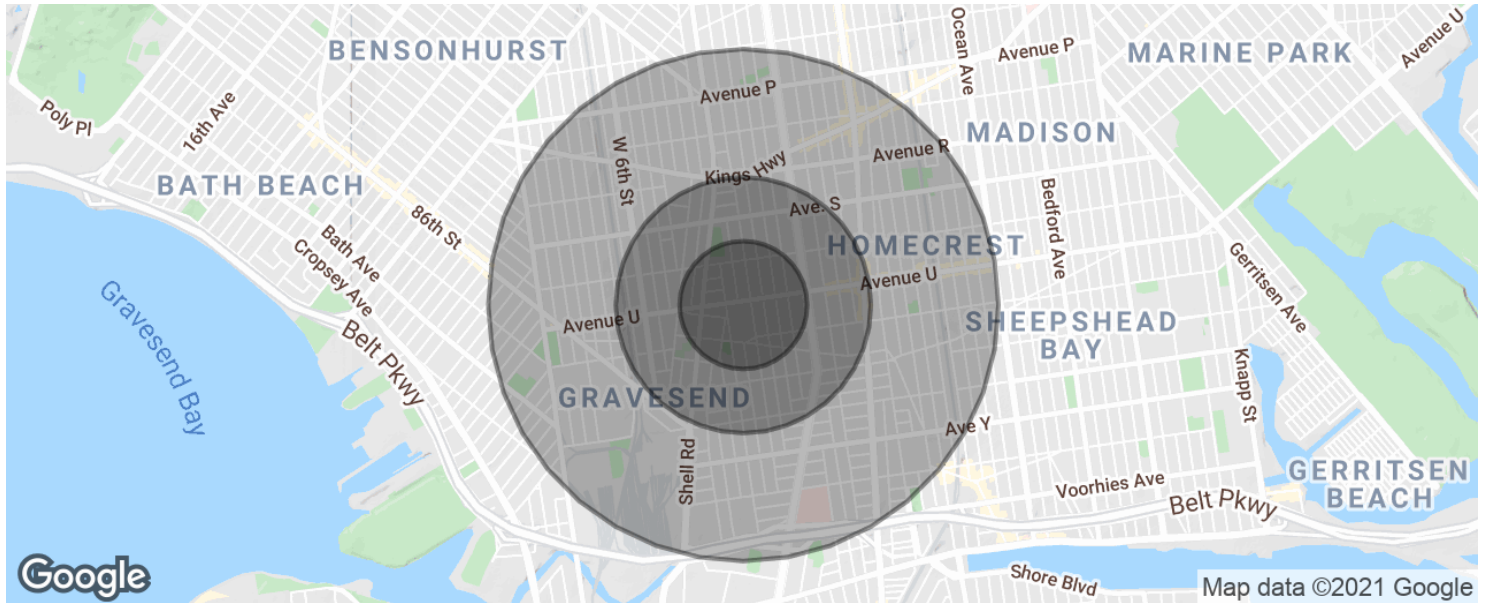 BENSONHURST
Ocean Ave
Avenue P
MARINE PARK
Avenue U
Poly Pl
16th Ave
Avenue P
MADISON
W 6th St
Kings Hwy
Avenue R
BATH BEACH
86th St
Ave. S
Bedford Ave
HOMECREST
Bath Ave
Cropsey Ave
Avenue U
Gerritsen Ave
Gravesend Bay
Belt Pkwy
Avenue U
SHEEPSHEAD
BAY
Knapp St
GRAVESEND
Ave Y
Shell Rd
Voorhies Ave
Belt Pkwy
GERRITSEN
BEACH
Shore Blvd
Google
Map data ©2021 Google